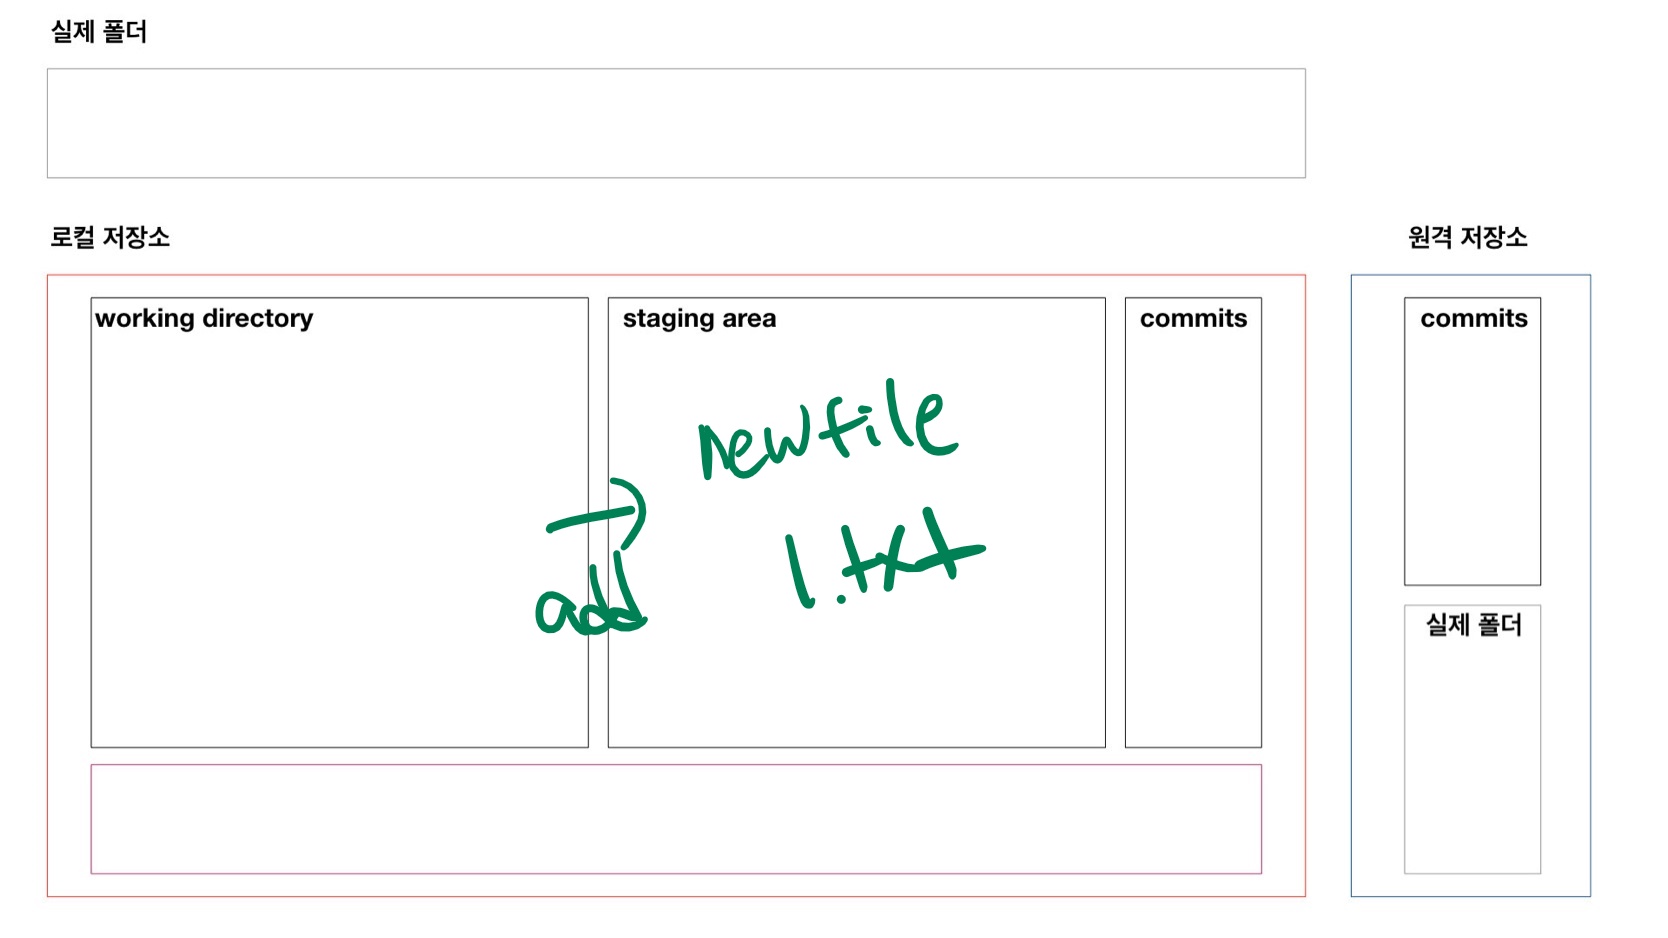 실제 폴더
로컬 저장소
원격 저장소
working directory
staging area
commits
commits
newfile
1.txt
add
실제 폴더